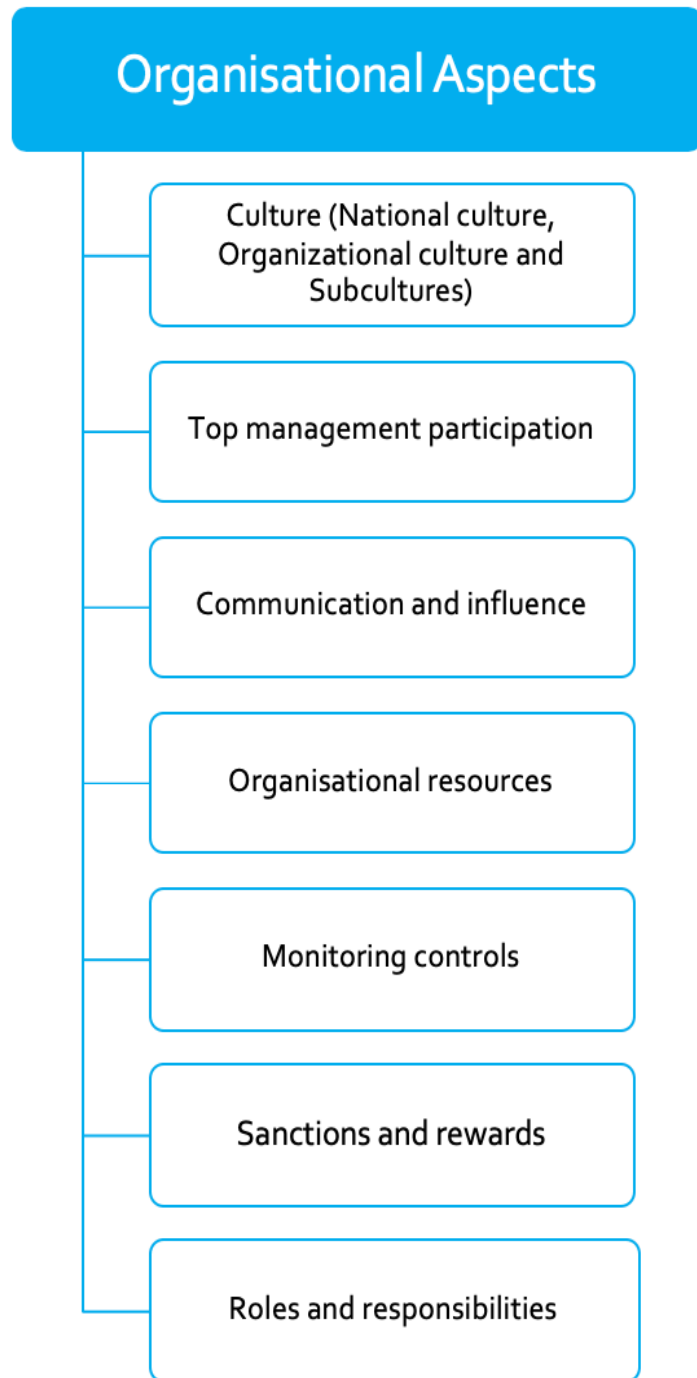 Organisational Aspects
Culture (National culture,
Organizational culture and
Subcultures)
Top management participation
Communication and influence
Organisational resources
Monitoring controls
Sanctions and rewards
Roles and responsibilities